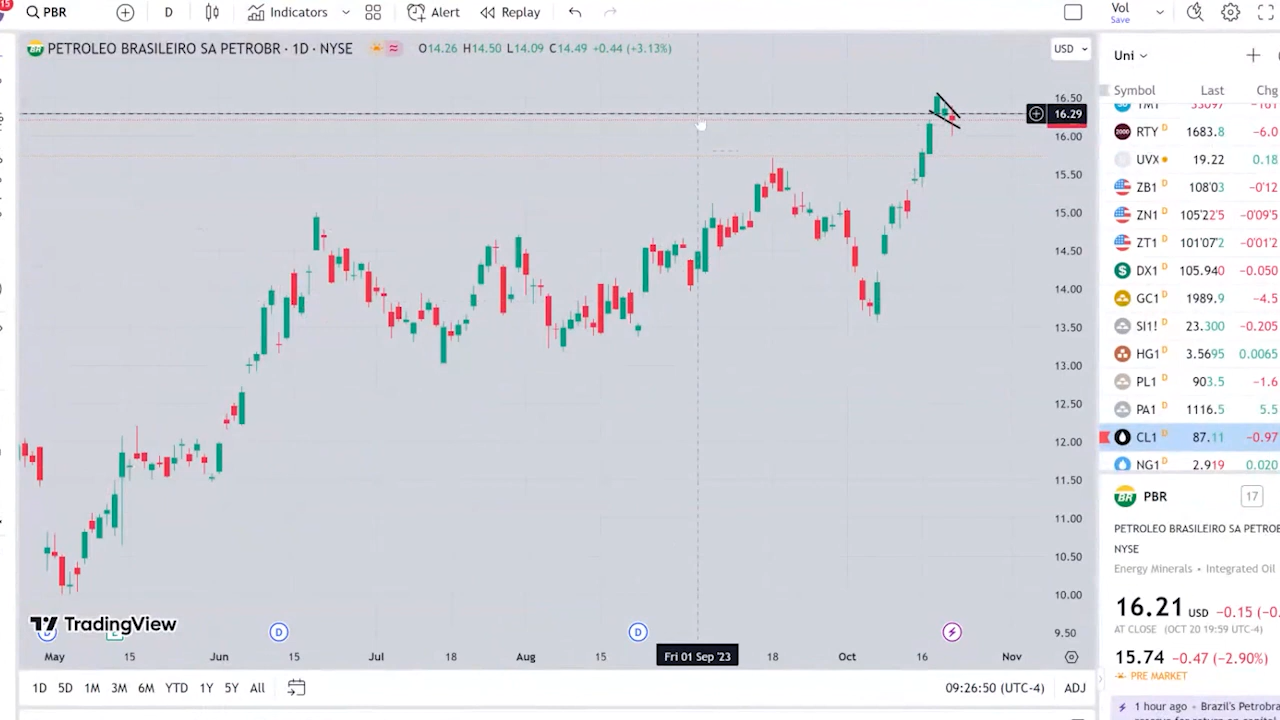 15
PBR
D
Indicators
Alert
Replay
Vol
Save
PETROLEO BRASILEIRO SA PETROBR · 1D · NYSE
O14.26 H14.50 L14.09 C14.49 +0.44 (+3.13%)
USD
Uni
Symbol Last Chg
RTY D 1683.8 -6.0
UVX 19.22 0.18
ZB1 D 108'03 -0'12
ZN1 D 105'22'5 -0'09'5
ZT1 D 101'07'2 -0'01'2
DX1 D 105.940 -0.050
GC1 D 1989.9 -4.5
SI1! D 23.300 -0.205
HG1 D 3.5695 0.0065
PL1 D 903.5 -1.6
PA1 D 1116.5 5.5
CL1 D 87.11 -0.97
NG1 D 2.919 0.020
16.50
16.29
16.00
15.50
15.00
14.50
14.00
13.50
13.00
12.50
12.00
11.50
11.00
10.50
10.00
9.50
PBR
17
PETROLEO BRASILEIRO SA PETROB
NYSE
Energy Minerals • Integrated Oil
16.21 USD -0.15 (-0.
AT CLOSE (OCT 20 19:59 UTC-4)
15.74 -0.47 (-2.90%)
PRE MARKET
1 hour ago • Brazil's Petrobra
TradingView
D
D
D
May 15 Jun 15 Jul 18 Aug 15 Fri 01 Sep '23 18 Oct 16 Nov
1D 5D 1M 3M 6M YTD 1Y 5Y All
09:26:50 (UTC-4) ADJ